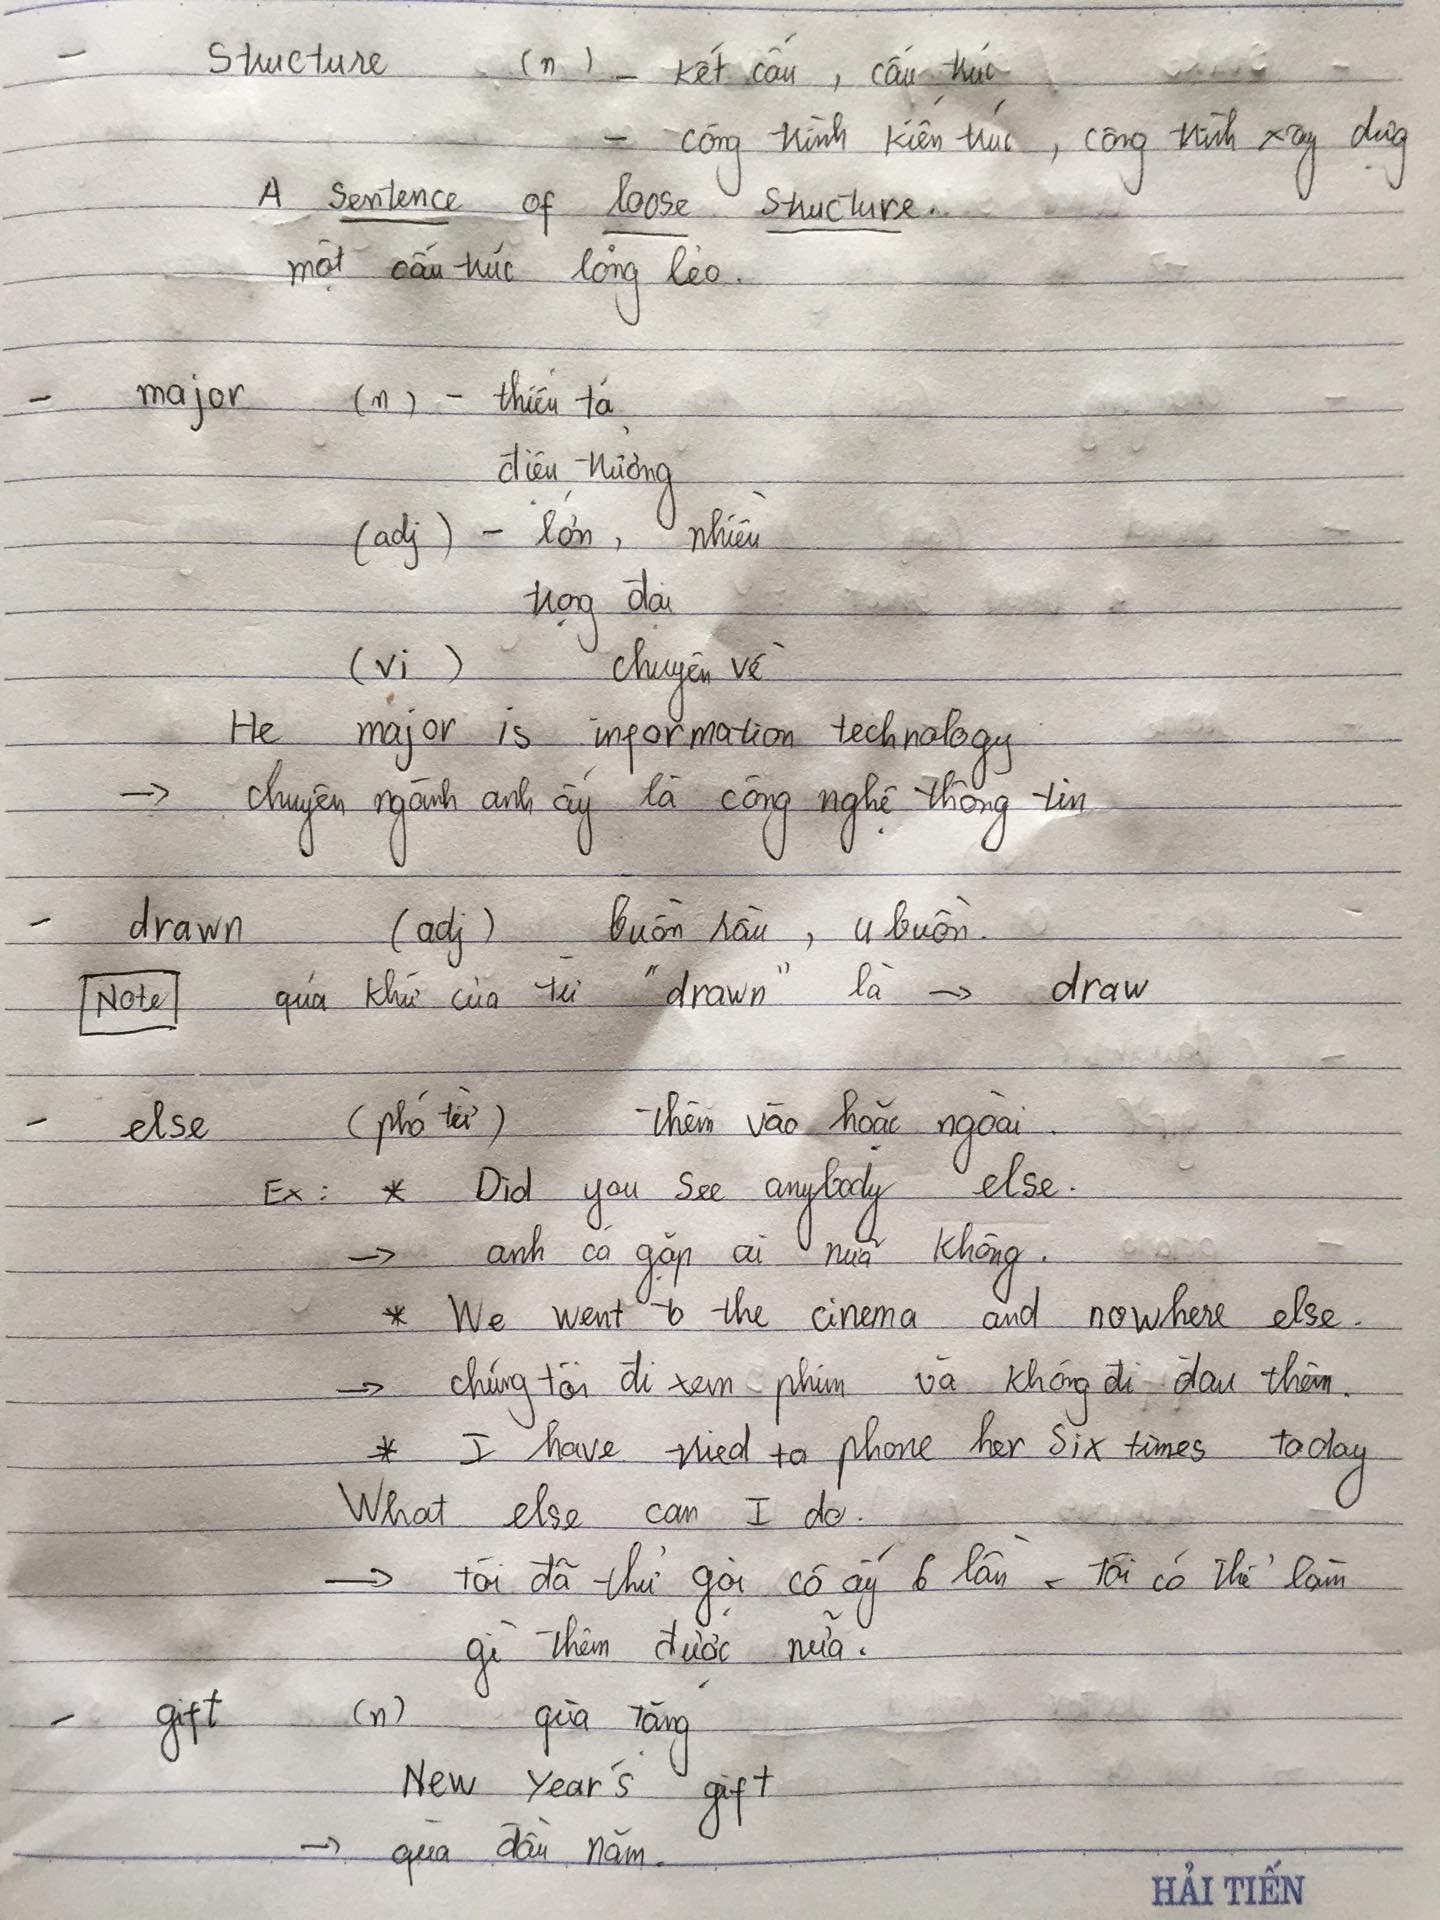 - Structure (n) - kết cấu, cấu trúc
- công trình kiến trúc, công trình xây dựng
A sentence of loose structure.
một cấu trúc lỏng lẻo.
- major (n) - thiếu tá
điệu trưởng
(adj) - lớn, nhiều
trọng đại
(vi) chuyên về
He major is information technology
→ chuyên ngành anh ấy là công nghệ thông tin
- drawn (adj) buồn rầu, u buồn.
Note quá khứ của từ "drawn" là → draw
- else (phó từ) thêm vào hoặc ngoài.
Ex: * Did you see anybody else.
→ anh có gặp ai nữa không.
* We went to the cinema and nowhere else.
→ chúng tôi đi xem phim và không đi đâu thêm.
* I have tried to phone her six times today
What else can I do.
→ tôi đã thử gọi cô ấy 6 lần - tôi có thể làm
gì thêm được nữa.
- gift (n) quà tặng
New Year's gift
→ quà đầu năm.
HẢI TIẾN